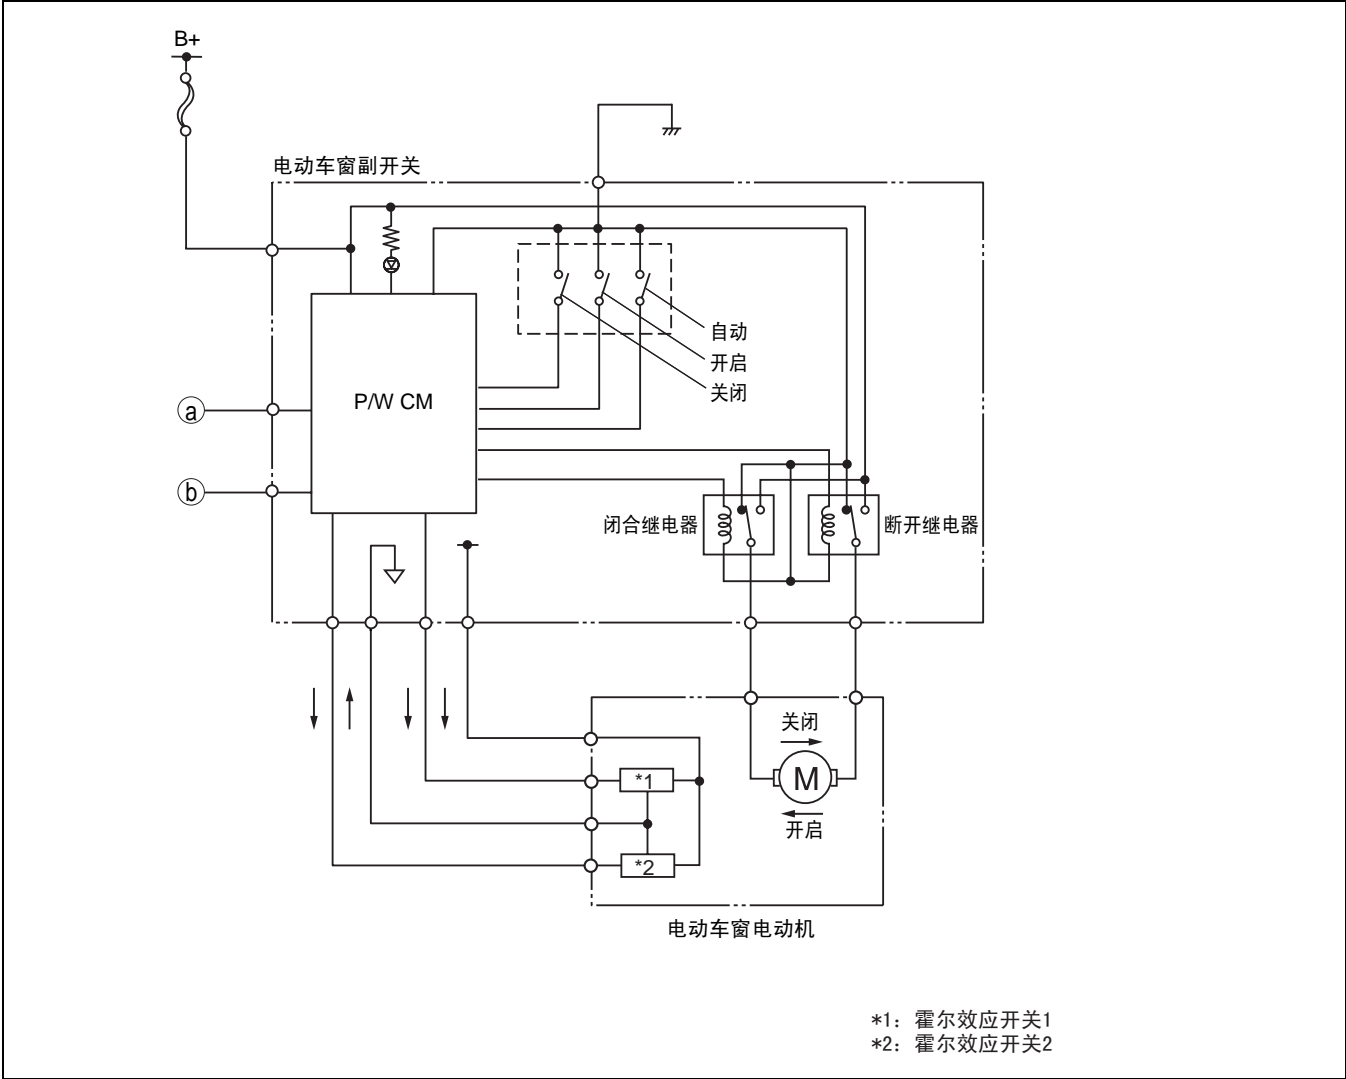 B+
电动车窗副开关
自动
开启
关闭
P/W CM
a
b
闭合继电器
断开继电器
关闭
M
开启
*1
*2
电动车窗电动机
*1：霍尔效应开关1
*2：霍尔效应开关2